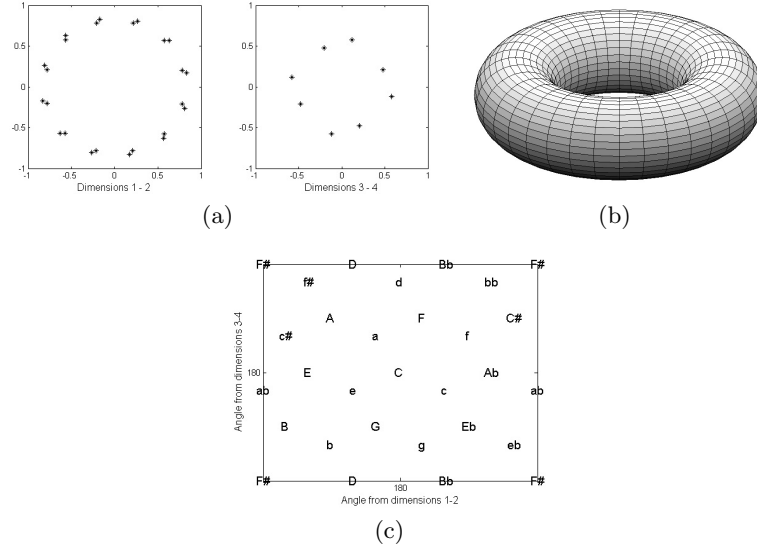 1
0.5
0
-0.5
-1
-1 -0.5 0 0.5 1
Dimensions 1 - 2
1
0.5
0
-0.5
-1
-1 -0.5 0 0.5 1
Dimensions 3 - 4
(a)
(b)
F# D Bb F#
f# d bb
A F C#
c# a f
180 E C Ab
ab e c ab
B G Eb
b g eb
F# D Bb F#
180
Angle from dimensions 3-4
Angle from dimensions 1-2
(c)